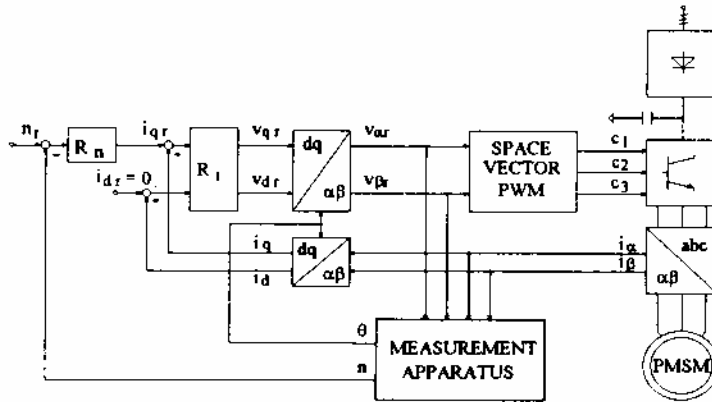 n_r
R_n
i_qr
i_dr = 0
R_i
v_qr
v_dr
dq
αβ
v_αr
v_βr
SPACE
VECTOR
PWM
c_1
c_2
c_3
i_q
i_d
dq
αβ
i_α
i_β
abc
αβ
θ
n
MEASUREMENT
APPARATUS
PMSM